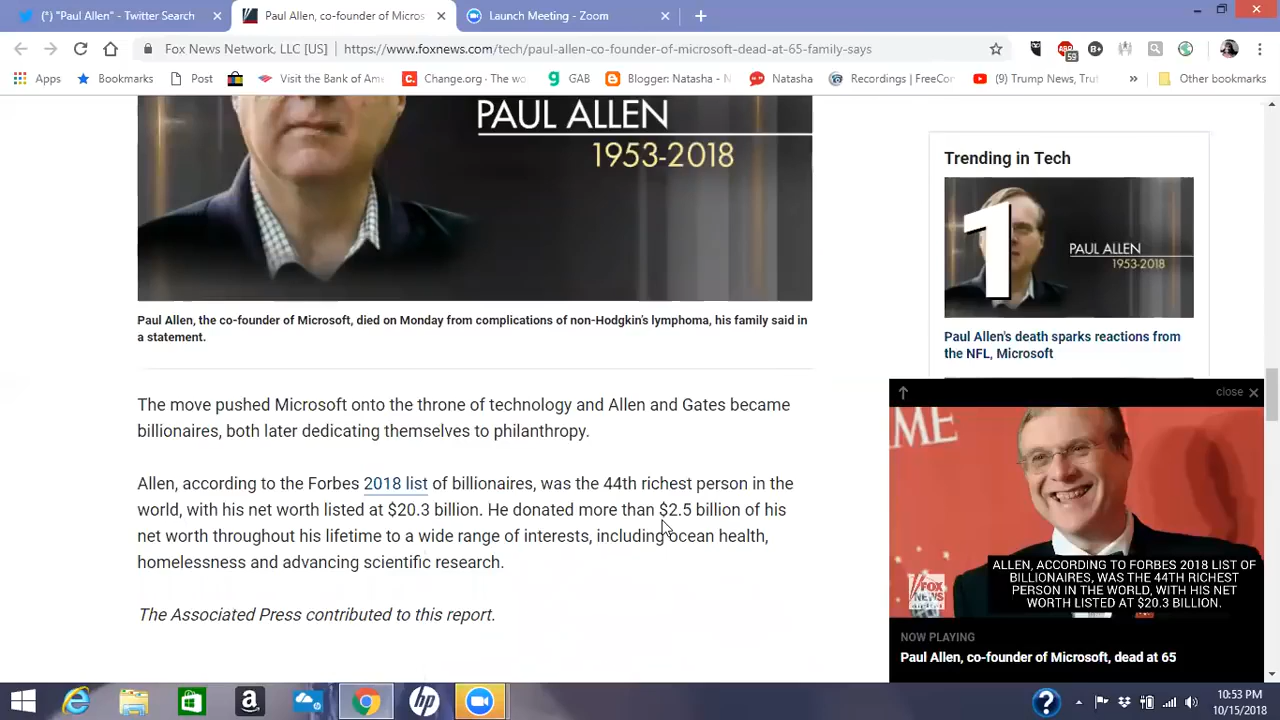 (*) "Paul Allen" - Twitter Search
Paul Allen, co-founder of Micros
Launch Meeting - Zoom
Fox News Network, LLC [US] | https://www.foxnews.com/tech/paul-allen-co-founder-of-microsoft-dead-at-65-family-says
59
B+
Apps Bookmarks Post Visit the Bank of Ame Change.org - The wo GAB Blogger: Natasha - N Natasha Recordings | FreeCon (9) Trump News, Trut » Other bookmarks
PAUL ALLEN
1953-2018
Paul Allen, the co-founder of Microsoft, died on Monday from complications of non-Hodgkin's lymphoma, his family said in
a statement.
The move pushed Microsoft onto the throne of technology and Allen and Gates became
billionaires, both later dedicating themselves to philanthropy.
Allen, according to the Forbes 2018 list of billionaires, was the 44th richest person in the
world, with his net worth listed at $20.3 billion. He donated more than $2.5 billion of his
net worth throughout his lifetime to a wide range of interests, including ocean health,
homelessness and advancing scientific research.
The Associated Press contributed to this report.
Trending in Tech
1
PAUL ALLEN
1953-2018
Paul Allen's death sparks reactions from
the NFL, Microsoft
close
ME
ALLEN, ACCORDING TO FORBES 2018 LIST OF
BILLIONAIRES, WAS THE 44TH RICHEST
PERSON IN THE WORLD, WITH HIS NET
WORTH LISTED AT $20.3 BILLION.
FOX
NEWS
NOW PLAYING
Paul Allen, co-founder of Microsoft, dead at 65
10:53 PM
10/15/2018